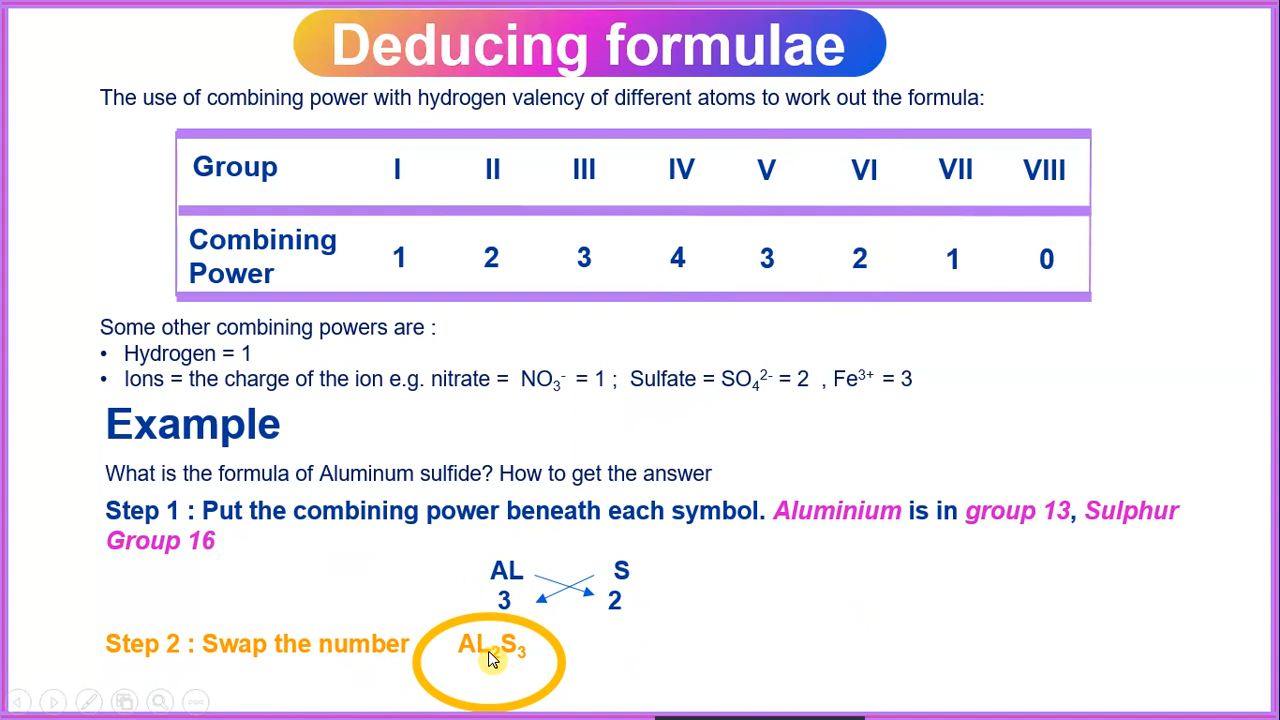 Deducing formulae
The use of combining power with hydrogen valency of different atoms to work out the formula:
Group I II III IV V VI VII VIII
Combining Power 1 2 3 4 3 2 1 0
Some other combining powers are :
• Hydrogen = 1
• Ions = the charge of the ion e.g. nitrate = NO₃⁻ = 1 ; Sulfate = SO₄²⁻ = 2 , Fe³⁺ = 3
Example
What is the formula of Aluminum sulfide? How to get the answer
Step 1 : Put the combining power beneath each symbol. Aluminium is in group 13, Sulphur
Group 16
AL S
3 2
Step 2 : Swap the number AL₂S₃